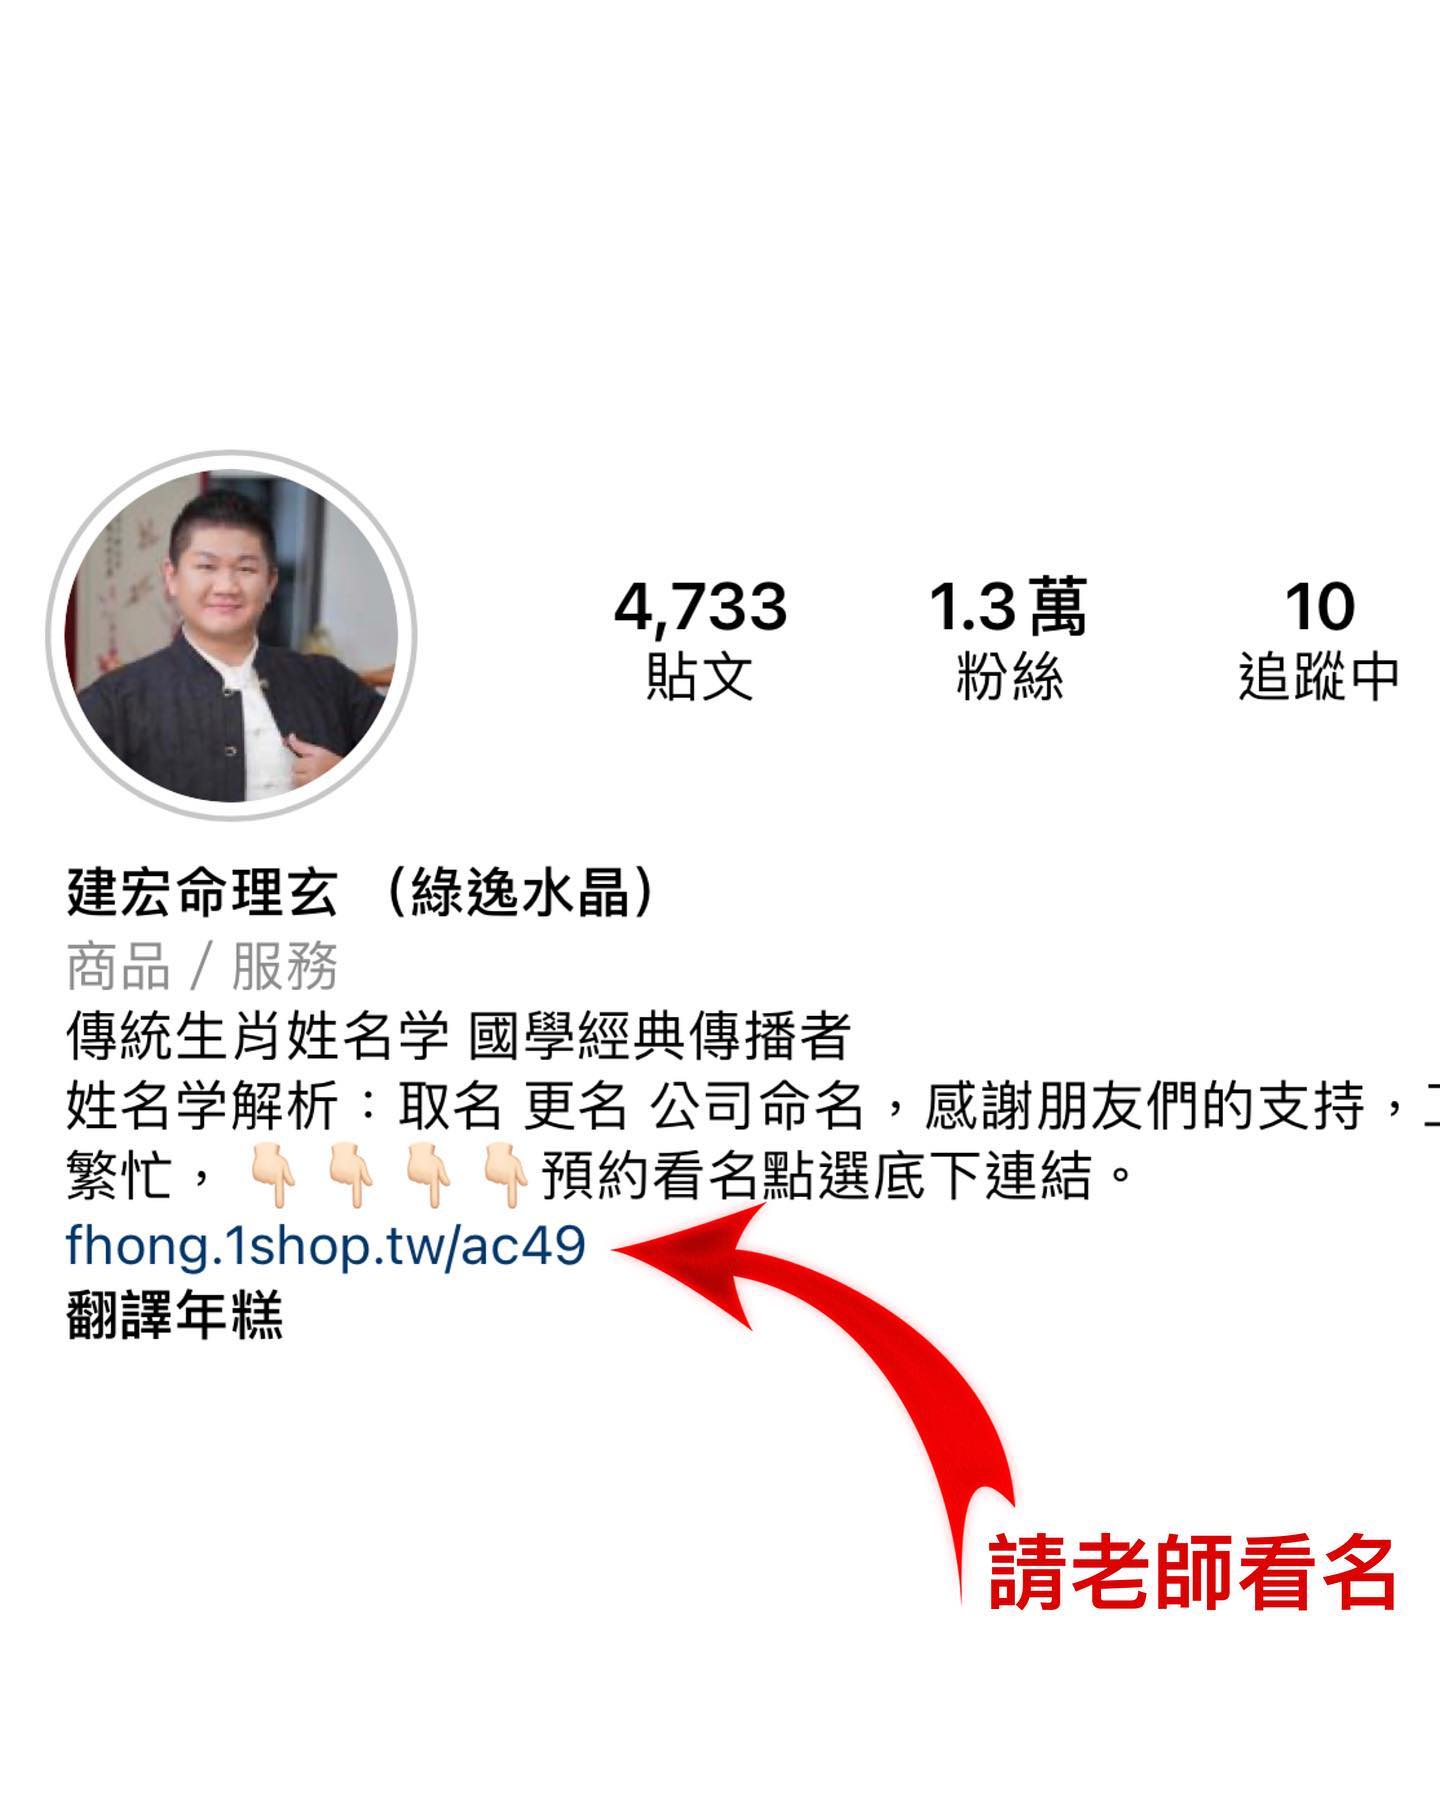 4,733
貼文
1.3萬
粉絲
10
追蹤中
建宏命理玄 （綠逸水晶）
商品 / 服務
傳統生肖姓名学 國學經典傳播者
姓名学解析：取名 更名 公司命名，感謝朋友們的支持，
繁忙，👇🏻👇🏻👇🏻👇🏻預約看名點選底下連結。
fhong.1shop.tw/ac49
翻譯年糕
請老師看名